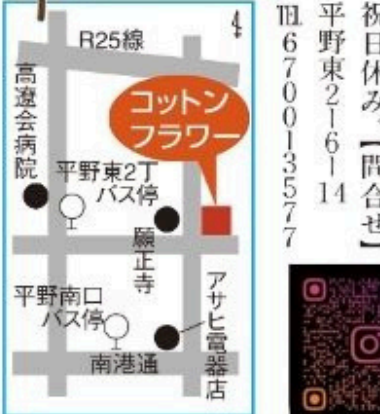 祝日休み【問合せ】
平野東2-6-14
TEL6700-3577
R25線
高遼会病院
コットン
フラワー
平野東2丁
バス停
願正寺
平野南口
バス停
アサヒ電器店
南港通